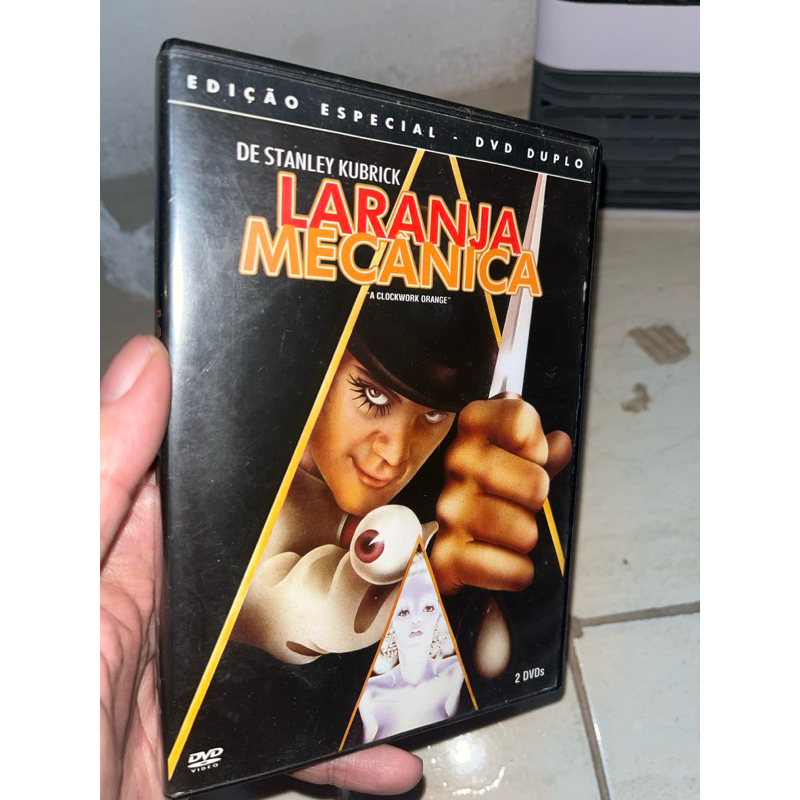 EDIÇÃO ESPECIAL - DVD DUPLO
DE STANLEY KUBRICK
LARANJA
MECÂNICA
"A CLOCKWORK ORANGE"
2 DVDs
DVD
VIDEO